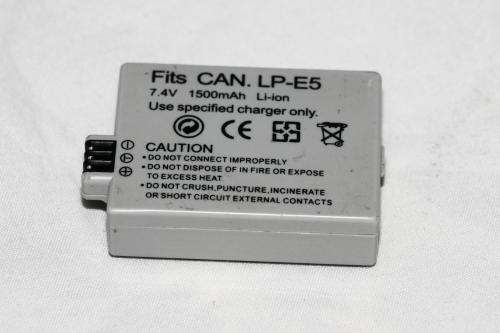 Fits CAN. LP-E5
7.4V 1500mAh Li-ion
Use specified charger only.
CE
CAUTION
• DO NOT CONNECT IMPROPERLY
• DO NOT DISPOSE OF IN FIRE OR EXPOSE
TO EXCESS HEAT
• DO NOT CRUSH,PUNCTURE,INCINERATE
OR SHORT CIRCUIT EXTERNAL CONTACTS